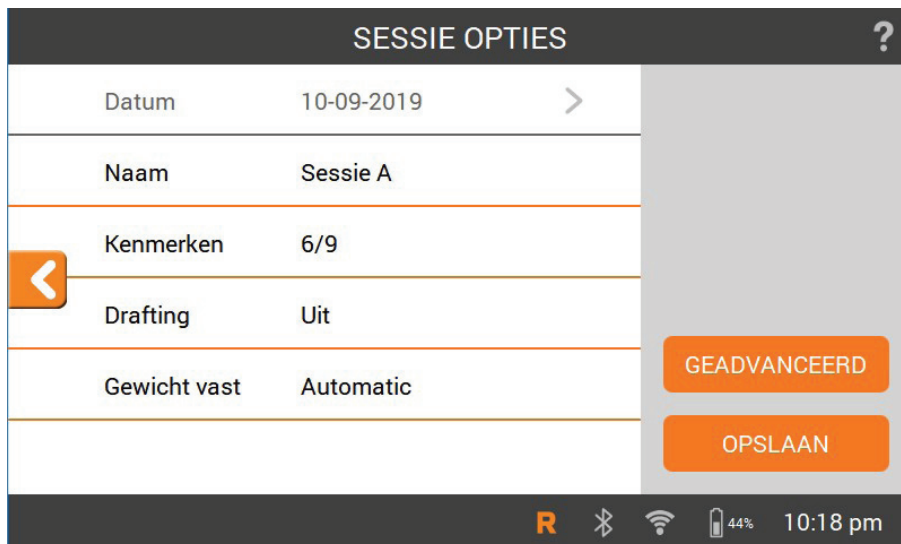 SESSIE OPTIES ?
Datum 10-09-2019
Naam Sessie A
Kenmerken 6/9
Drafting Uit
Gewicht vast Automatic
GEADVANCEERD
OPSLAAN
R 44% 10:18 pm